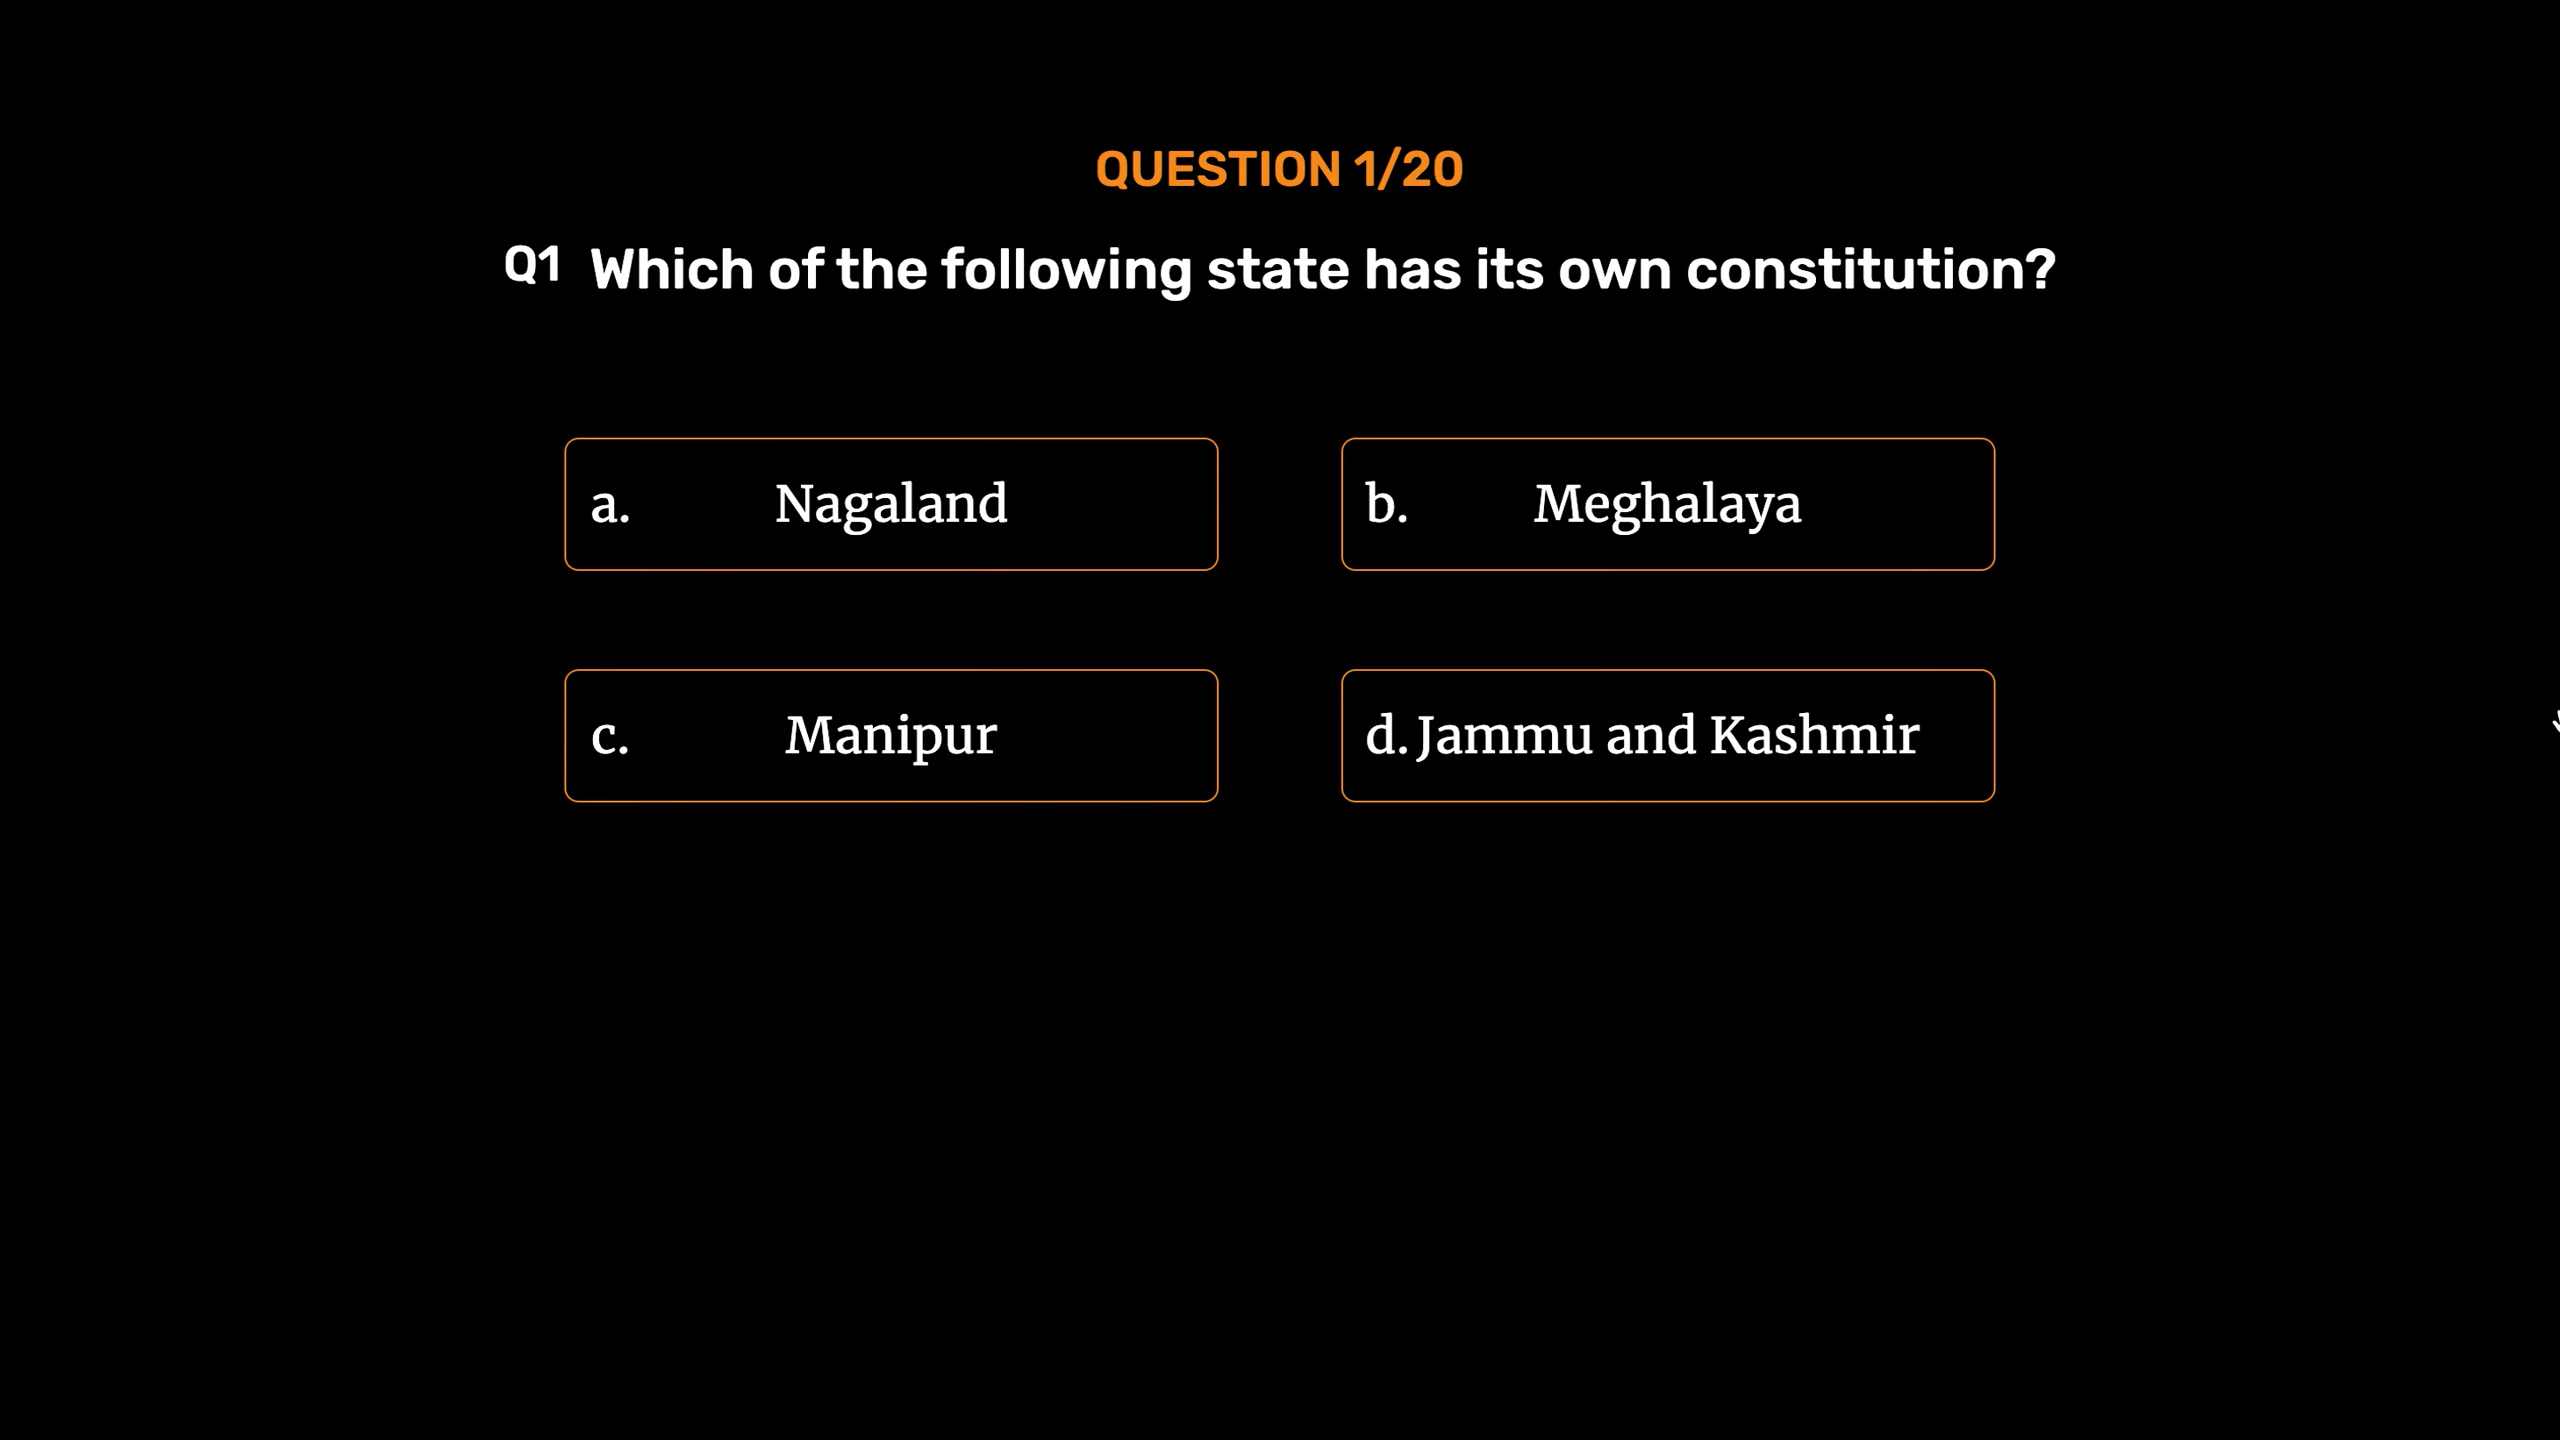 QUESTION 1/20
Q1 Which of the following state has its own constitution?
a. Nagaland
b. Meghalaya
c. Manipur
d. Jammu and Kashmir